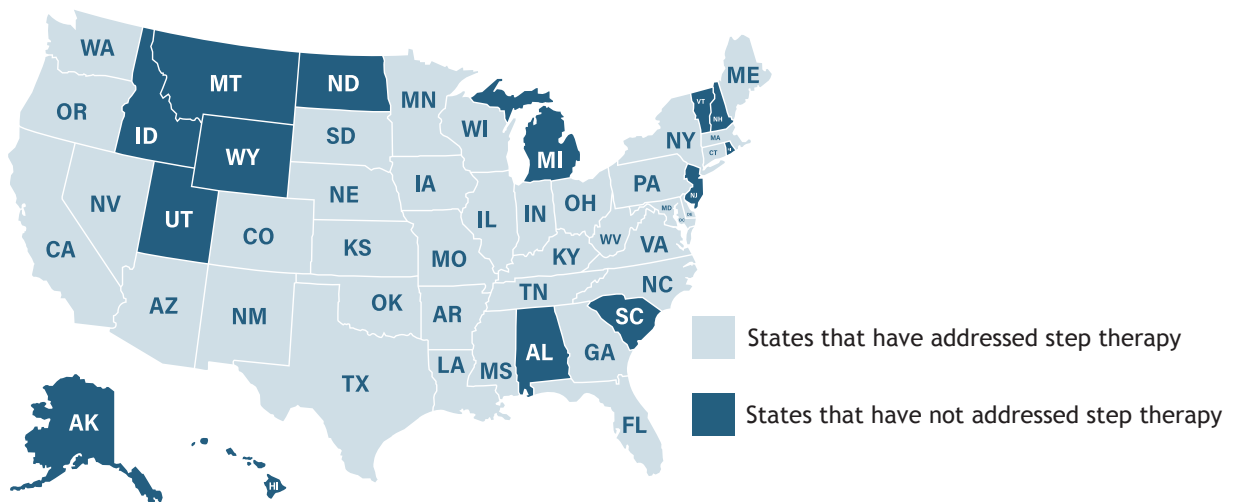 WA
MT
ND
MN
ME
OR
ID
SD
WI
VT
NH
NY
MA
WY
MI
CT
NV
NE
IA
PA
NJ
UT
CO
IL
IN
OH
MD
DE
DC
CA
KS
MO
KY
WV
VA
AZ
NM
OK
AR
TN
NC
SC
TX
LA
MS
AL
GA
FL
AK
HI
States that have addressed step therapy
States that have not addressed step therapy